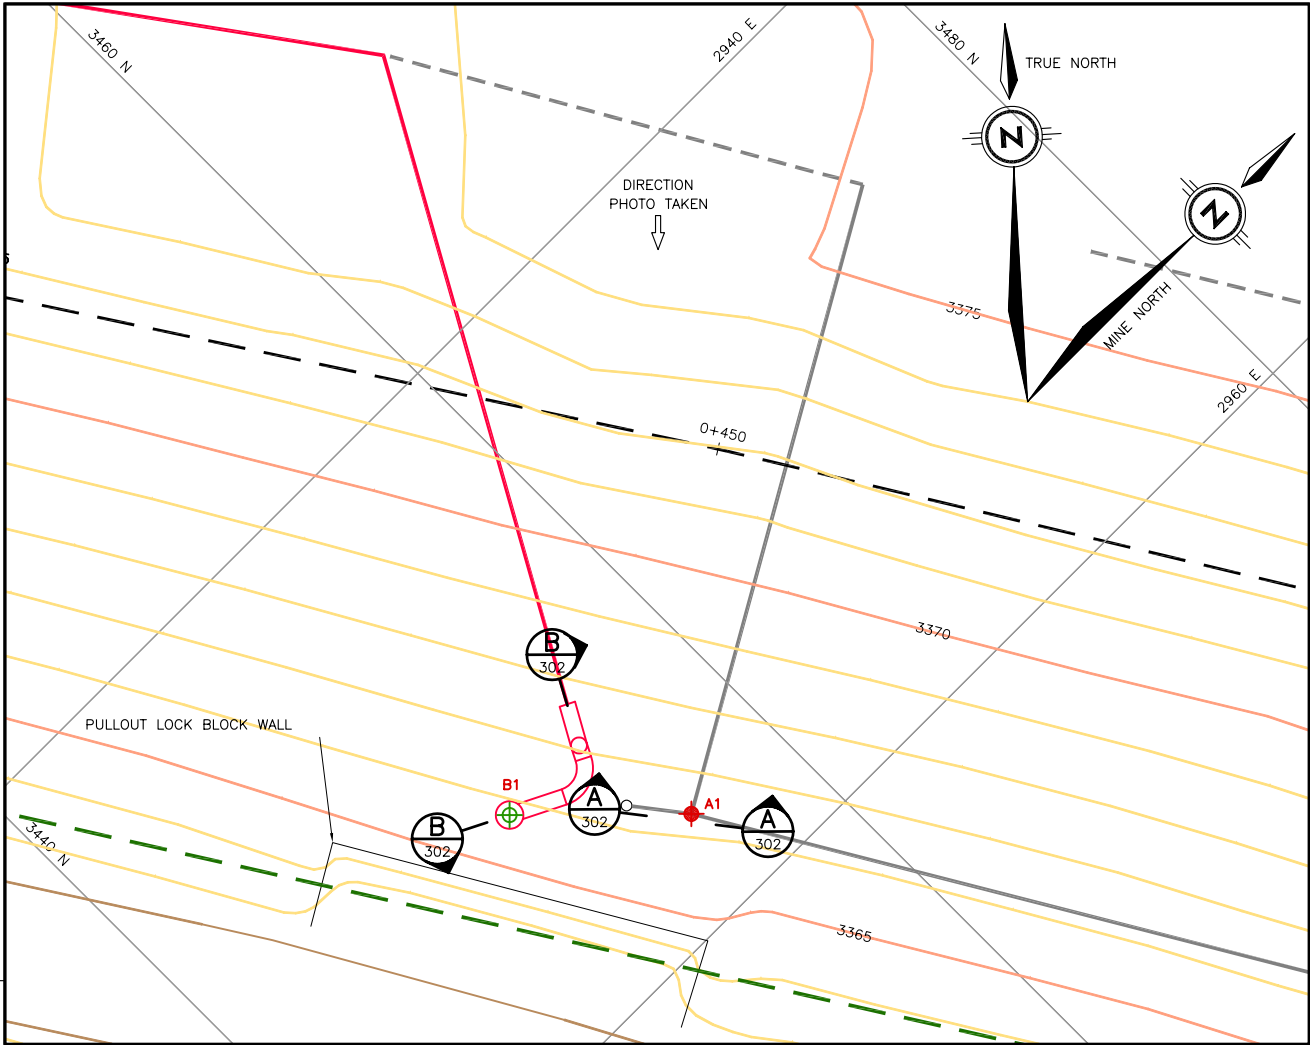 3460 N
2940 E
3480 N
TRUE NORTH
N
DIRECTION
PHOTO TAKEN
N
5
3375
MINE NORTH
2960 E
0+450
3370
B
302
PULLOUT LOCK BLOCK WALL
B1
A
302
A1
A
302
B
302
3440 N
3365